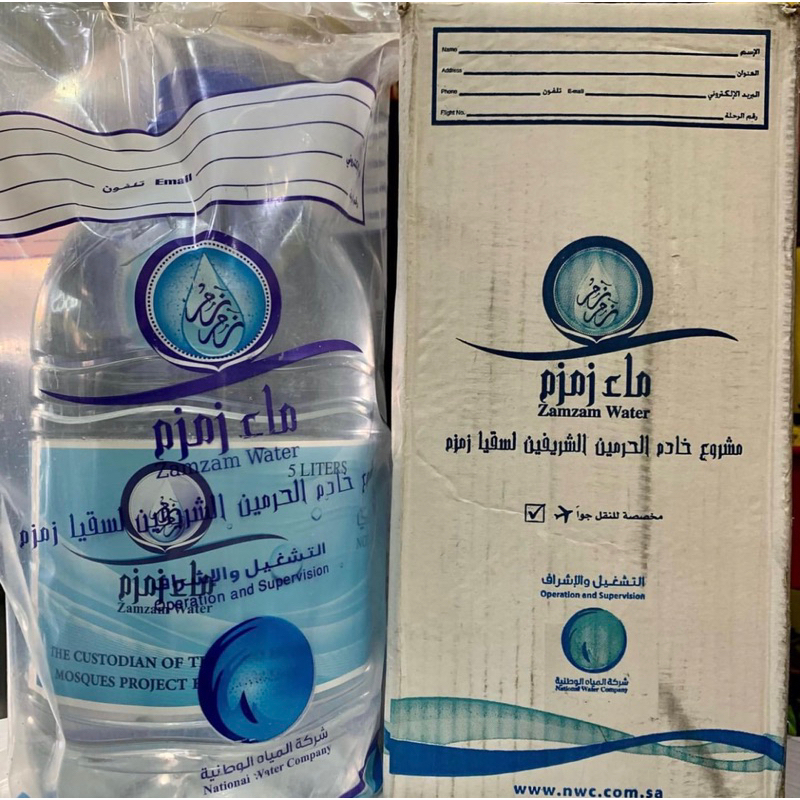 تلفون Email
زمزم
ماء زمزم
Zamzam Water
5 LITERS
خادم الحرمين الشريفين لسقيا زمزم
التشغيل والإشراف
Operation and Supervision
ماء زمزم
Zamzam Water
THE CUSTODIAN OF
MOSQUES PROJECT
شركة المياه الوطنية
National Water Company
Name الإسم
Address العنوان
Phone تلفون E-mail البريد الإلكتروني
Flight No. رقم الرحلة
زمزم
ماء زمزم
Zamzam Water
مشروع خادم الحرمين الشريفين لسقيا زمزم
مخصصة للنقل جواً
التشغيل والإشراف
Operation and Supervision
شركة المياه الوطنية
National Water Company
www.nwc.com.sa